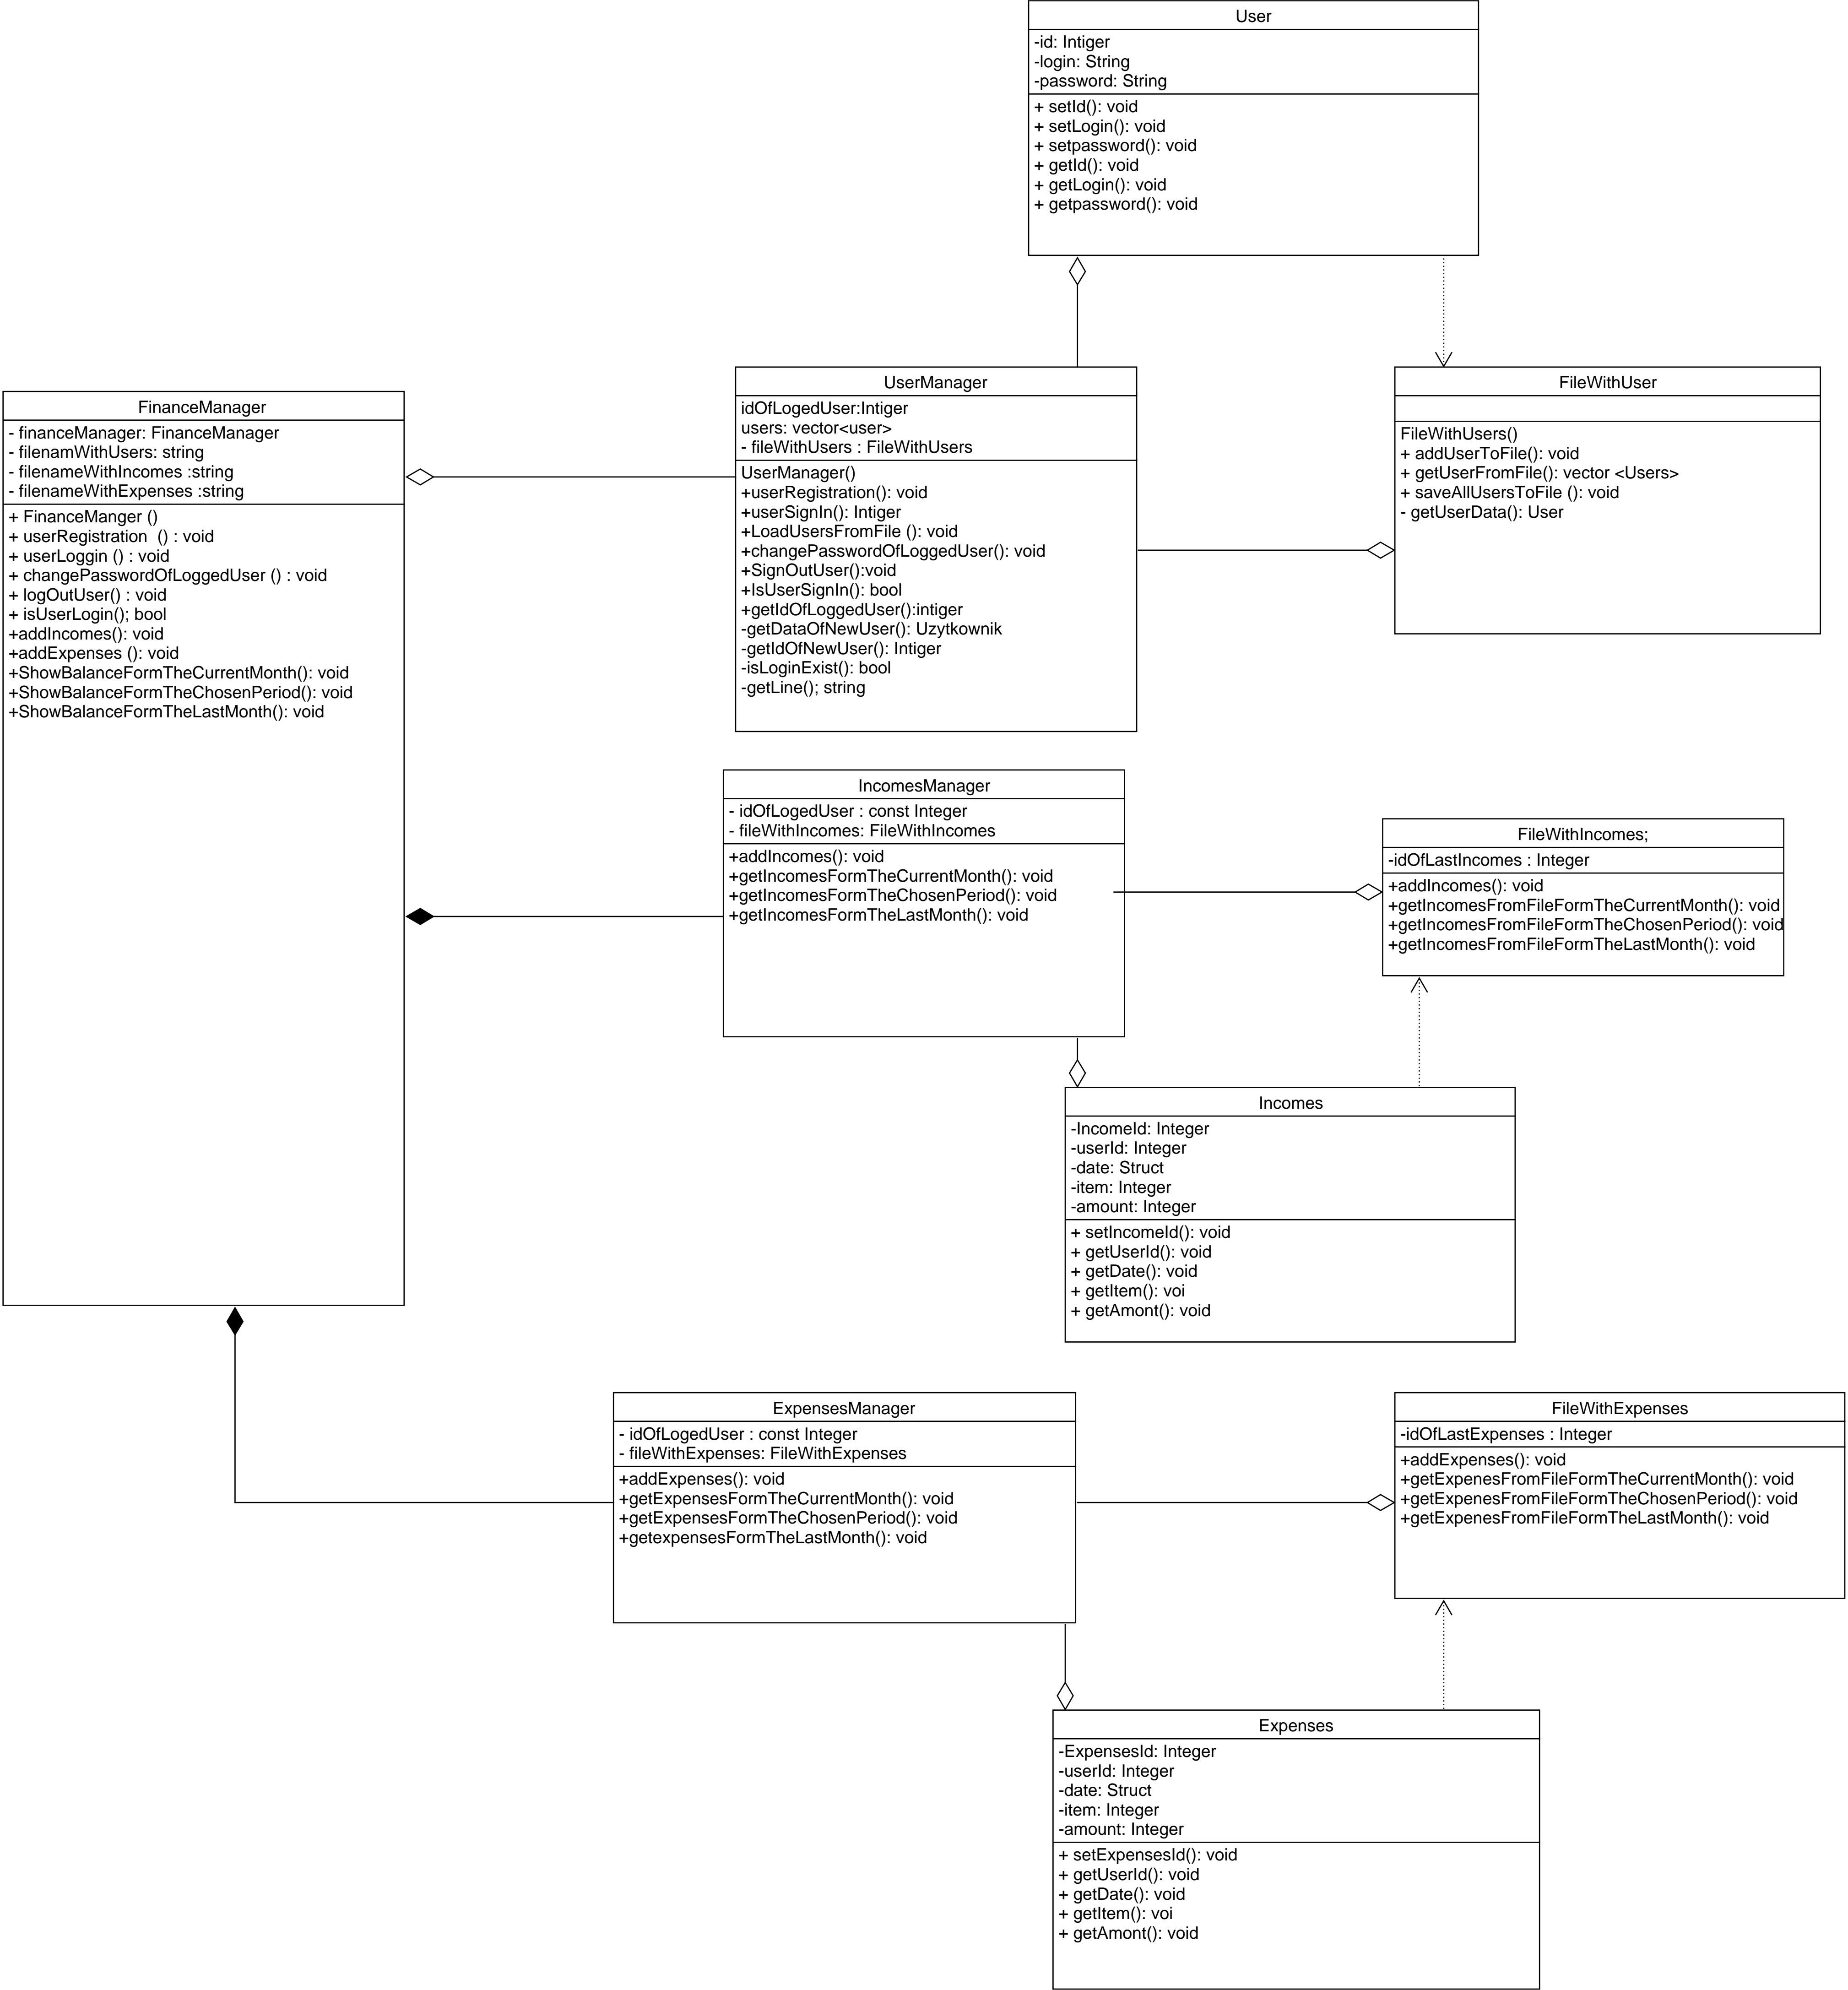 User
-id: Intiger
-login: String
-password: String
+ setId(): void
+ setLogin(): void
+ setpassword(): void
+ getId(): void
+ getLogin(): void
+ getpassword(): void
FinanceManager
- financeManager: FinanceManager
- filenamWithUsers: string
- filenameWithIncomes :string
- filenameWithExpenses :string
+ FinanceManger ()
+ userRegistration  () : void
+ userLoggin () : void
+ changePasswordOfLoggedUser () : void
+ logOutUser() : void
+ isUserLogin(); bool
+addIncomes(): void
+addExpenses (): void
+ShowBalanceFormTheCurrentMonth(): void
+ShowBalanceFormTheChosenPeriod(): void
+ShowBalanceFormTheLastMonth(): void
UserManager
idOfLogedUser:Intiger
users: vector<user>
- fileWithUsers : FileWithUsers
UserManager()
+userRegistration(): void
+userSignIn(): Intiger
+LoadUsersFromFile (): void
+changePasswordOfLoggedUser(): void
+SignOutUser():void
+IsUserSignIn(): bool
+getIdOfLoggedUser():intiger
-getDataOfNewUser(): Uzytkownik
-getIdOfNewUser(): Intiger
-isLoginExist(): bool
-getLine(); string
FileWithUser
FileWithUsers()
+ addUserToFile(): void
+ getUserFromFile(): vector <Users>
+ saveAllUsersToFile (): void
- getUserData(): User
IncomesManager
- idOfLogedUser : const Integer
- fileWithIncomes: FileWithIncomes
+addIncomes(): void
+getIncomesFormTheCurrentMonth(): void
+getIncomesFormTheChosenPeriod(): void
+getIncomesFormTheLastMonth(): void
FileWithIncomes;
-idOfLastIncomes : Integer
+addIncomes(): void
+getIncomesFromFileFormTheCurrentMonth(): void
+getIncomesFromFileFormTheChosenPeriod(): void
+getIncomesFromFileFormTheLastMonth(): void
Incomes
-IncomeId: Integer
-userId: Integer
-date: Struct
-item: Integer
-amount: Integer
+ setIncomeId(): void
+ getUserId(): void
+ getDate(): void
+ getItem(): voi
+ getAmont(): void
ExpensesManager
- idOfLogedUser : const Integer
- fileWithExpenses: FileWithExpenses
+addExpenses(): void
+getExpensesFormTheCurrentMonth(): void
+getExpensesFormTheChosenPeriod(): void
+getexpensesFormTheLastMonth(): void
FileWithExpenses
-idOfLastExpenses : Integer
+addExpenses(): void
+getExpenesFromFileFormTheCurrentMonth(): void
+getExpenesFromFileFormTheChosenPeriod(): void
+getExpenesFromFileFormTheLastMonth(): void
Expenses
-ExpensesId: Integer
-userId: Integer
-date: Struct
-item: Integer
-amount: Integer
+ setExpensesId(): void
+ getUserId(): void
+ getDate(): void
+ getItem(): voi
+ getAmont(): void